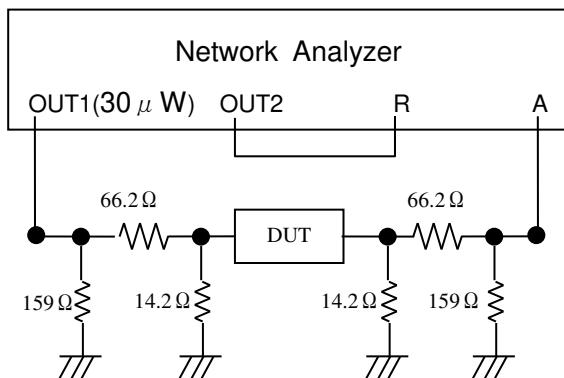 Network Analyzer
OUT1(30 μ W) OUT2 R A
66.2 Ω 66.2 Ω
DUT
159 Ω 14.2 Ω 14.2 Ω 159 Ω